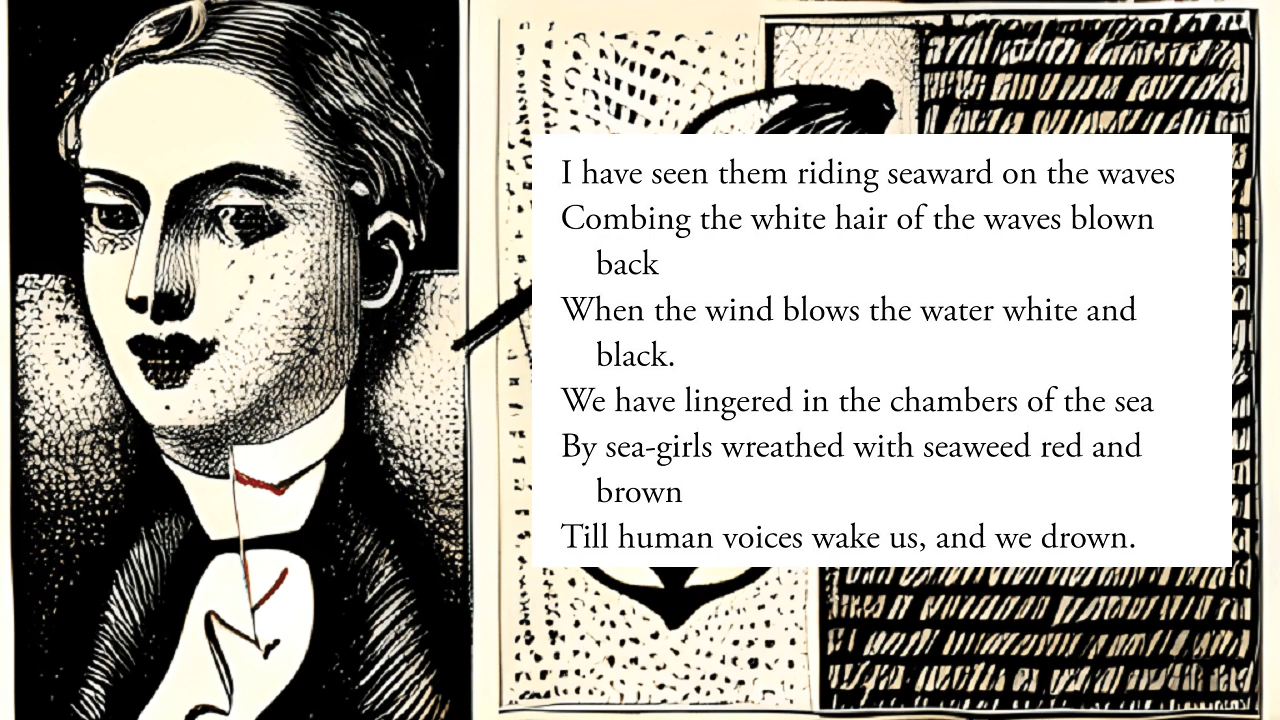 I have seen them riding seaward on the waves
Combing the white hair of the waves blown
back
When the wind blows the water white and
black.
We have lingered in the chambers of the sea
By sea-girls wreathed with seaweed red and
brown
Till human voices wake us, and we drown.